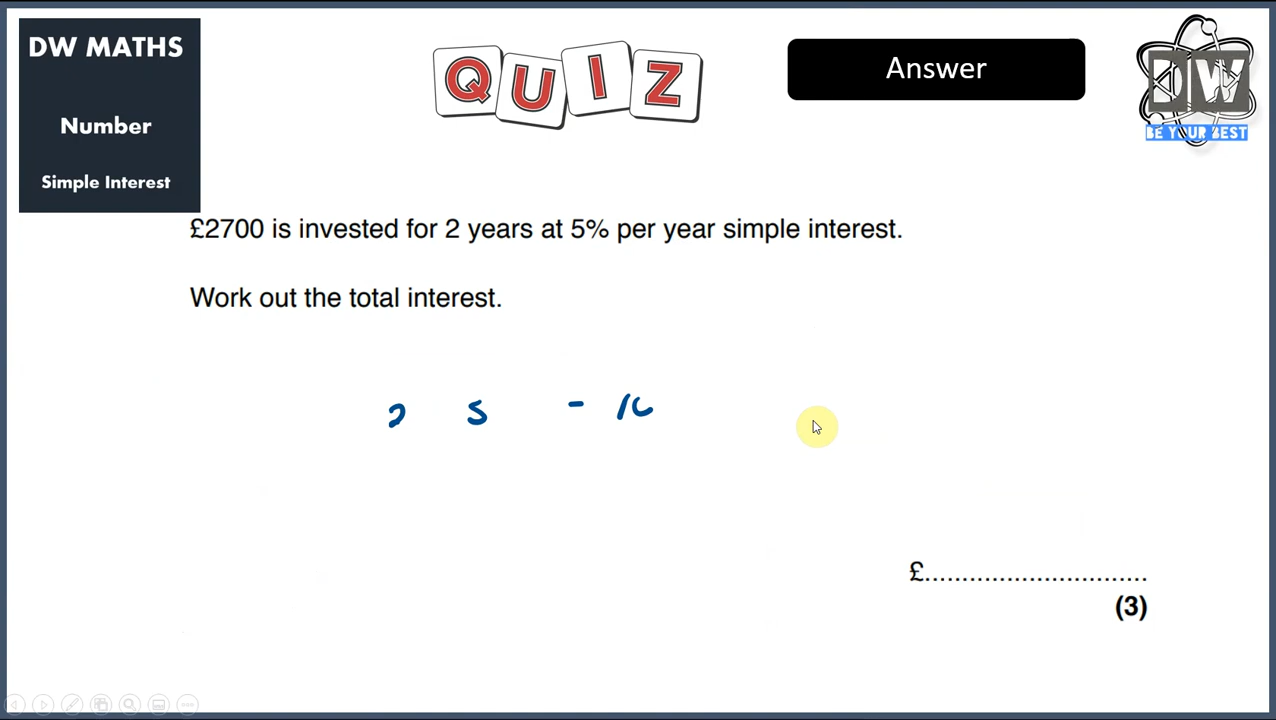 DW MATHS
Number
Simple Interest
QUIZ
Answer
DW
BE YOUR BEST
£2700 is invested for 2 years at 5% per year simple interest.
Work out the total interest.
2 5 - 10
£..............................
(3)